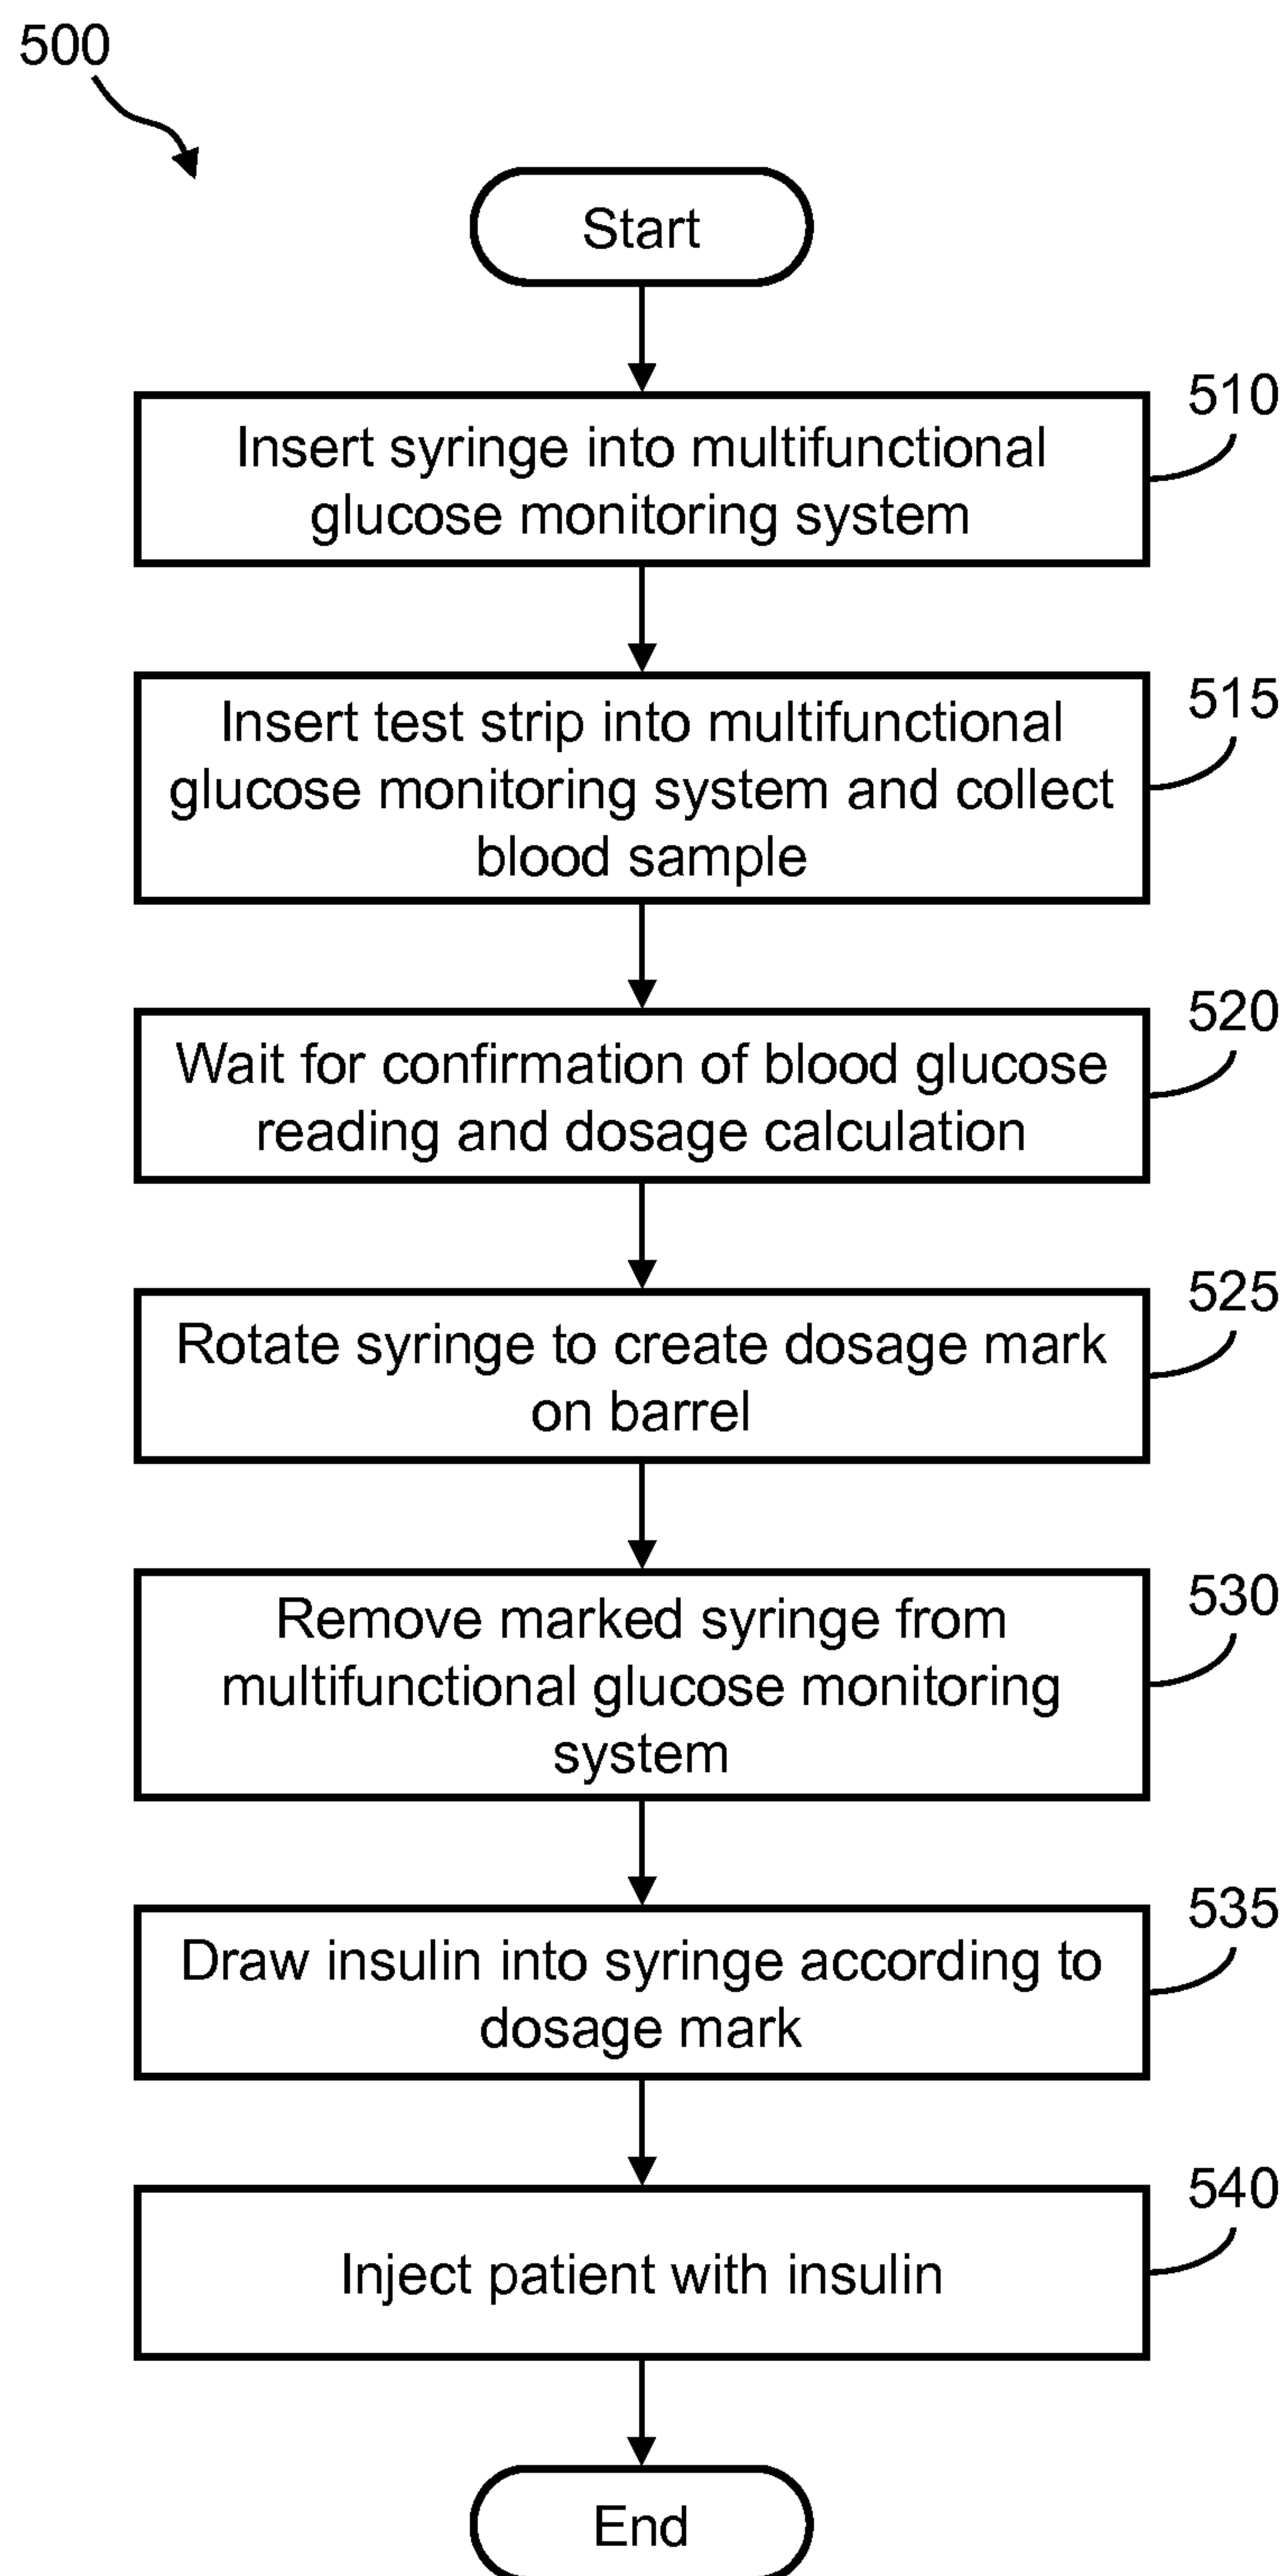 500
Start
510
Insert syringe into multifunctional
glucose monitoring system
515
Insert test strip into multifunctional
glucose monitoring system and collect
blood sample
520
Wait for confirmation of blood glucose
reading and dosage calculation
525
Rotate syringe to create dosage mark
on barrel
530
Remove marked syringe from
multifunctional glucose monitoring
system
535
Draw insulin into syringe according to
dosage mark
540
Inject patient with insulin
End